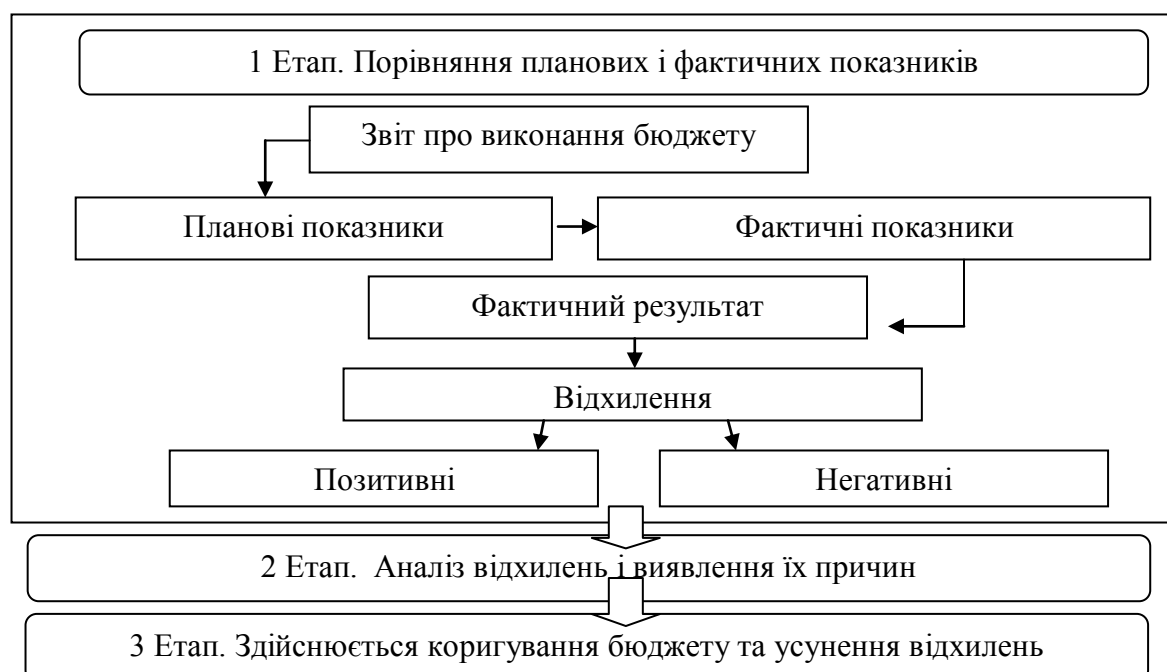 1 Етап. Порівняння планових і фактичних показників
Звіт про виконання бюджету
Планові показники
Фактичні показники
Фактичний результат
Відхилення
Позитивні
Негативні
2 Етап. Аналіз відхилень і виявлення їх причин
3 Етап. Здійснюється коригування бюджету та усунення відхилень